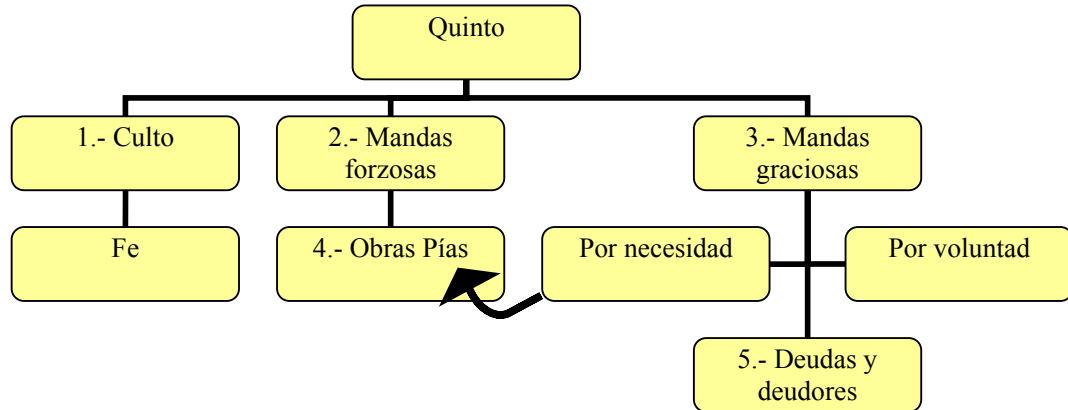 Quinto
1.- Culto
2.- Mandas
forzosas
3.- Mandas
graciosas
Fe
4.- Obras Pías
Por necesidad
Por voluntad
5.- Deudas y
deudores